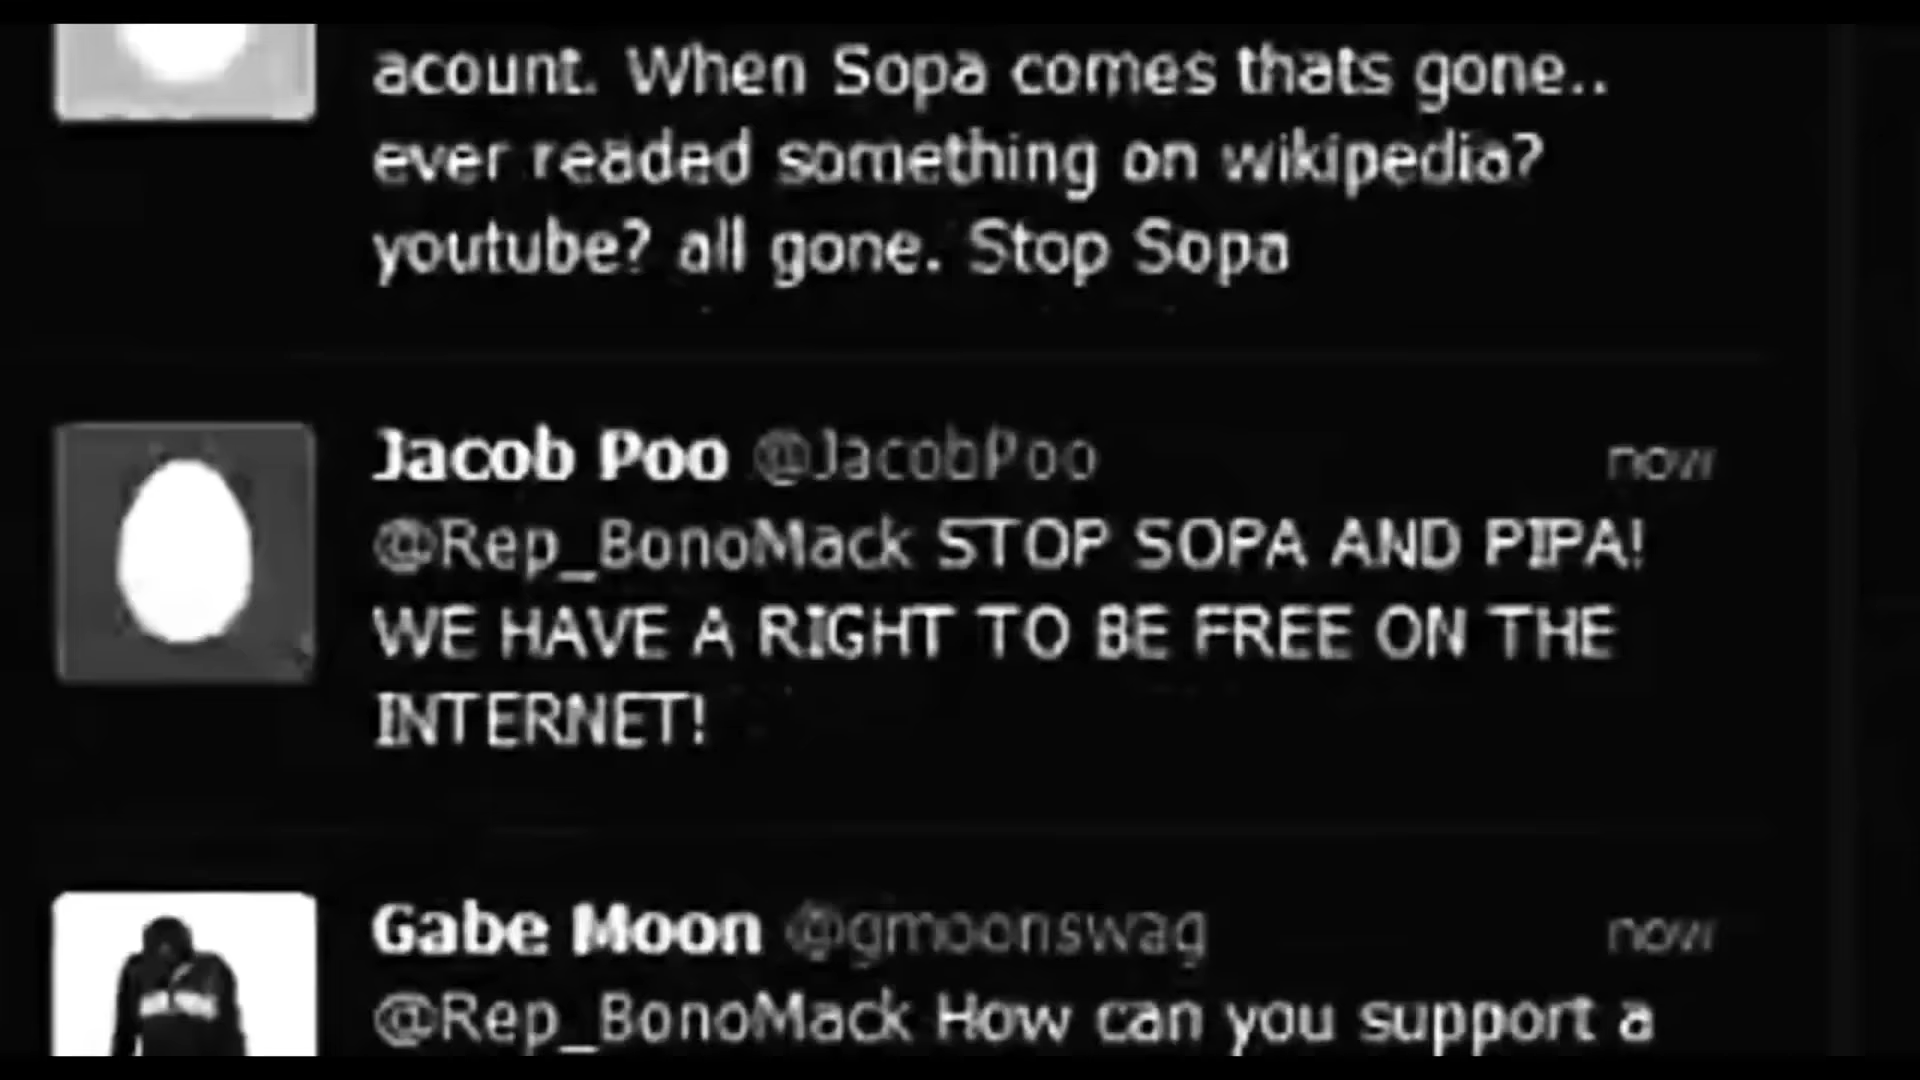 acount. When Sopa comes thats gone..
ever readed something on wikipedia?
youtube? all gone. Stop Sopa
Jacob Poo @JacobPoo now
@Rep_BonoMack STOP SOPA AND PIPA!
WE HAVE A RIGHT TO BE FREE ON THE
INTERNET!
Gabe Moon @gmoonswag now
@Rep_BonoMack How can you support a